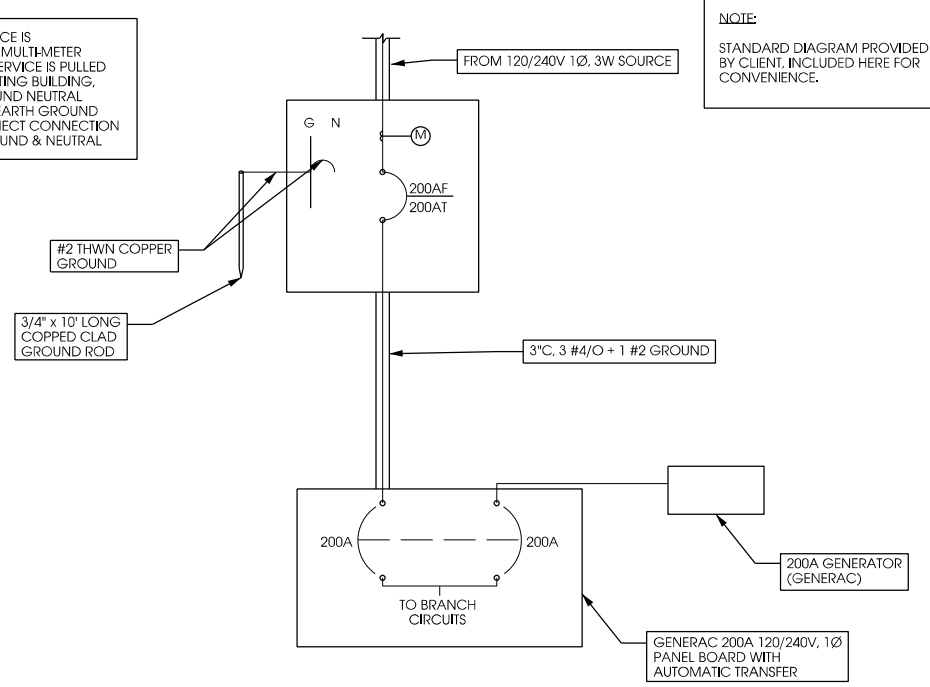 CE IS
MULTI-METER
ERVICE IS PULLED
TING BUILDING,
UND NEUTRAL
EARTH GROUND
NECT CONNECTION
UND & NEUTRAL
NOTE:
STANDARD DIAGRAM PROVIDED
BY CLIENT, INCLUDED HERE FOR
CONVENIENCE.
FROM 120/240V 1Ø, 3W SOURCE
G N
M
200AF
200AT
#2 THWN COPPER
GROUND
3/4" x 10' LONG
COPPED CLAD
GROUND ROD
3"C, 3 #4/O + 1 #2 GROUND
200A
200A
TO BRANCH
CIRCUITS
200A GENERATOR
(GENERAC)
GENERAC 200A 120/240V, 1Ø
PANEL BOARD WITH
AUTOMATIC TRANSFER